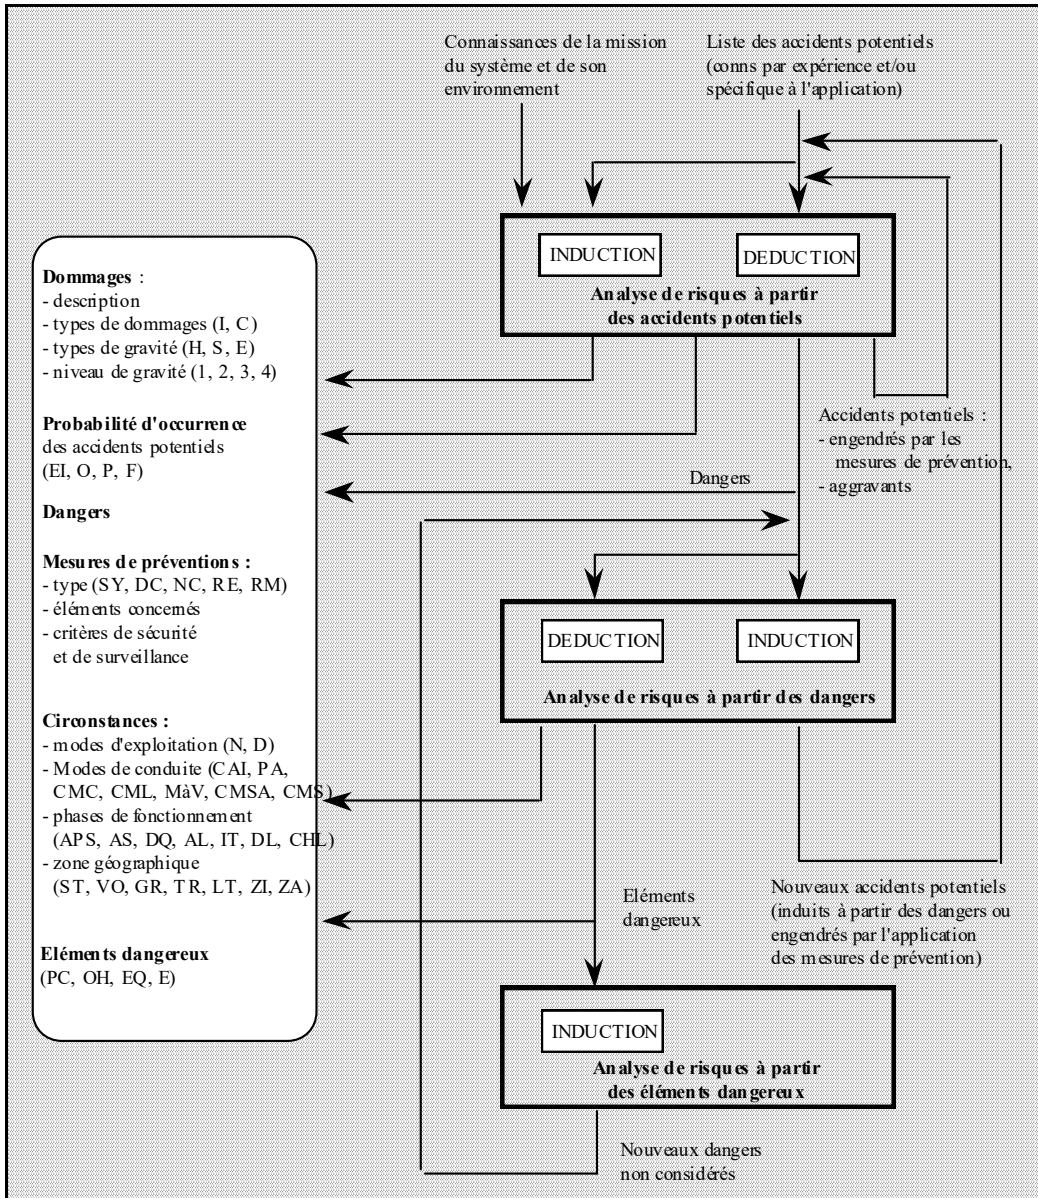 Connaissances de la mission
du système et de son
environnement
Liste des accidents potentiels
(conns par expérience et/ou
spécifique à l'application)
INDUCTION
DEDUCTION
Analyse de risques à partir
des accidents potentiels
Dommages :
- description
- types de dommages (I, C)
- types de gravité (H, S, E)
- niveau de gravité (1, 2, 3, 4)
Probabilité d'occurrence
des accidents potentiels
(EI, O, P, F)
Dangers
Mesures de préventions :
- type (SY, DC, NC, RE, RM)
- éléments concernés
- critères de sécurité
et de surveillance
Circonstances :
- modes d'exploitation (N, D)
- Modes de conduite (CAI, PA,
CMC, CML, MàV, CMSA, CMS)
- phases de fonctionnement
(APS, AS, DQ, AL, IT, DL, CHL)
- zone géographique
(ST, VO, GR, TR, LT, ZI, ZA)
Eléments dangereux
(PC, OH, EQ, E)
Accidents potentiels :
- engendrés par les
mesures de prévention,
- aggravants
Dangers
DEDUCTION
INDUCTION
Analyse de risques à partir des dangers
Eléments
dangereux
Nouveaux accidents potentiels
(induits à partir des dangers ou
engendrés par l'application
des mesures de prévention)
INDUCTION
Analyse de risques à partir
des éléments dangereux
Nouveaux dangers
non considérés